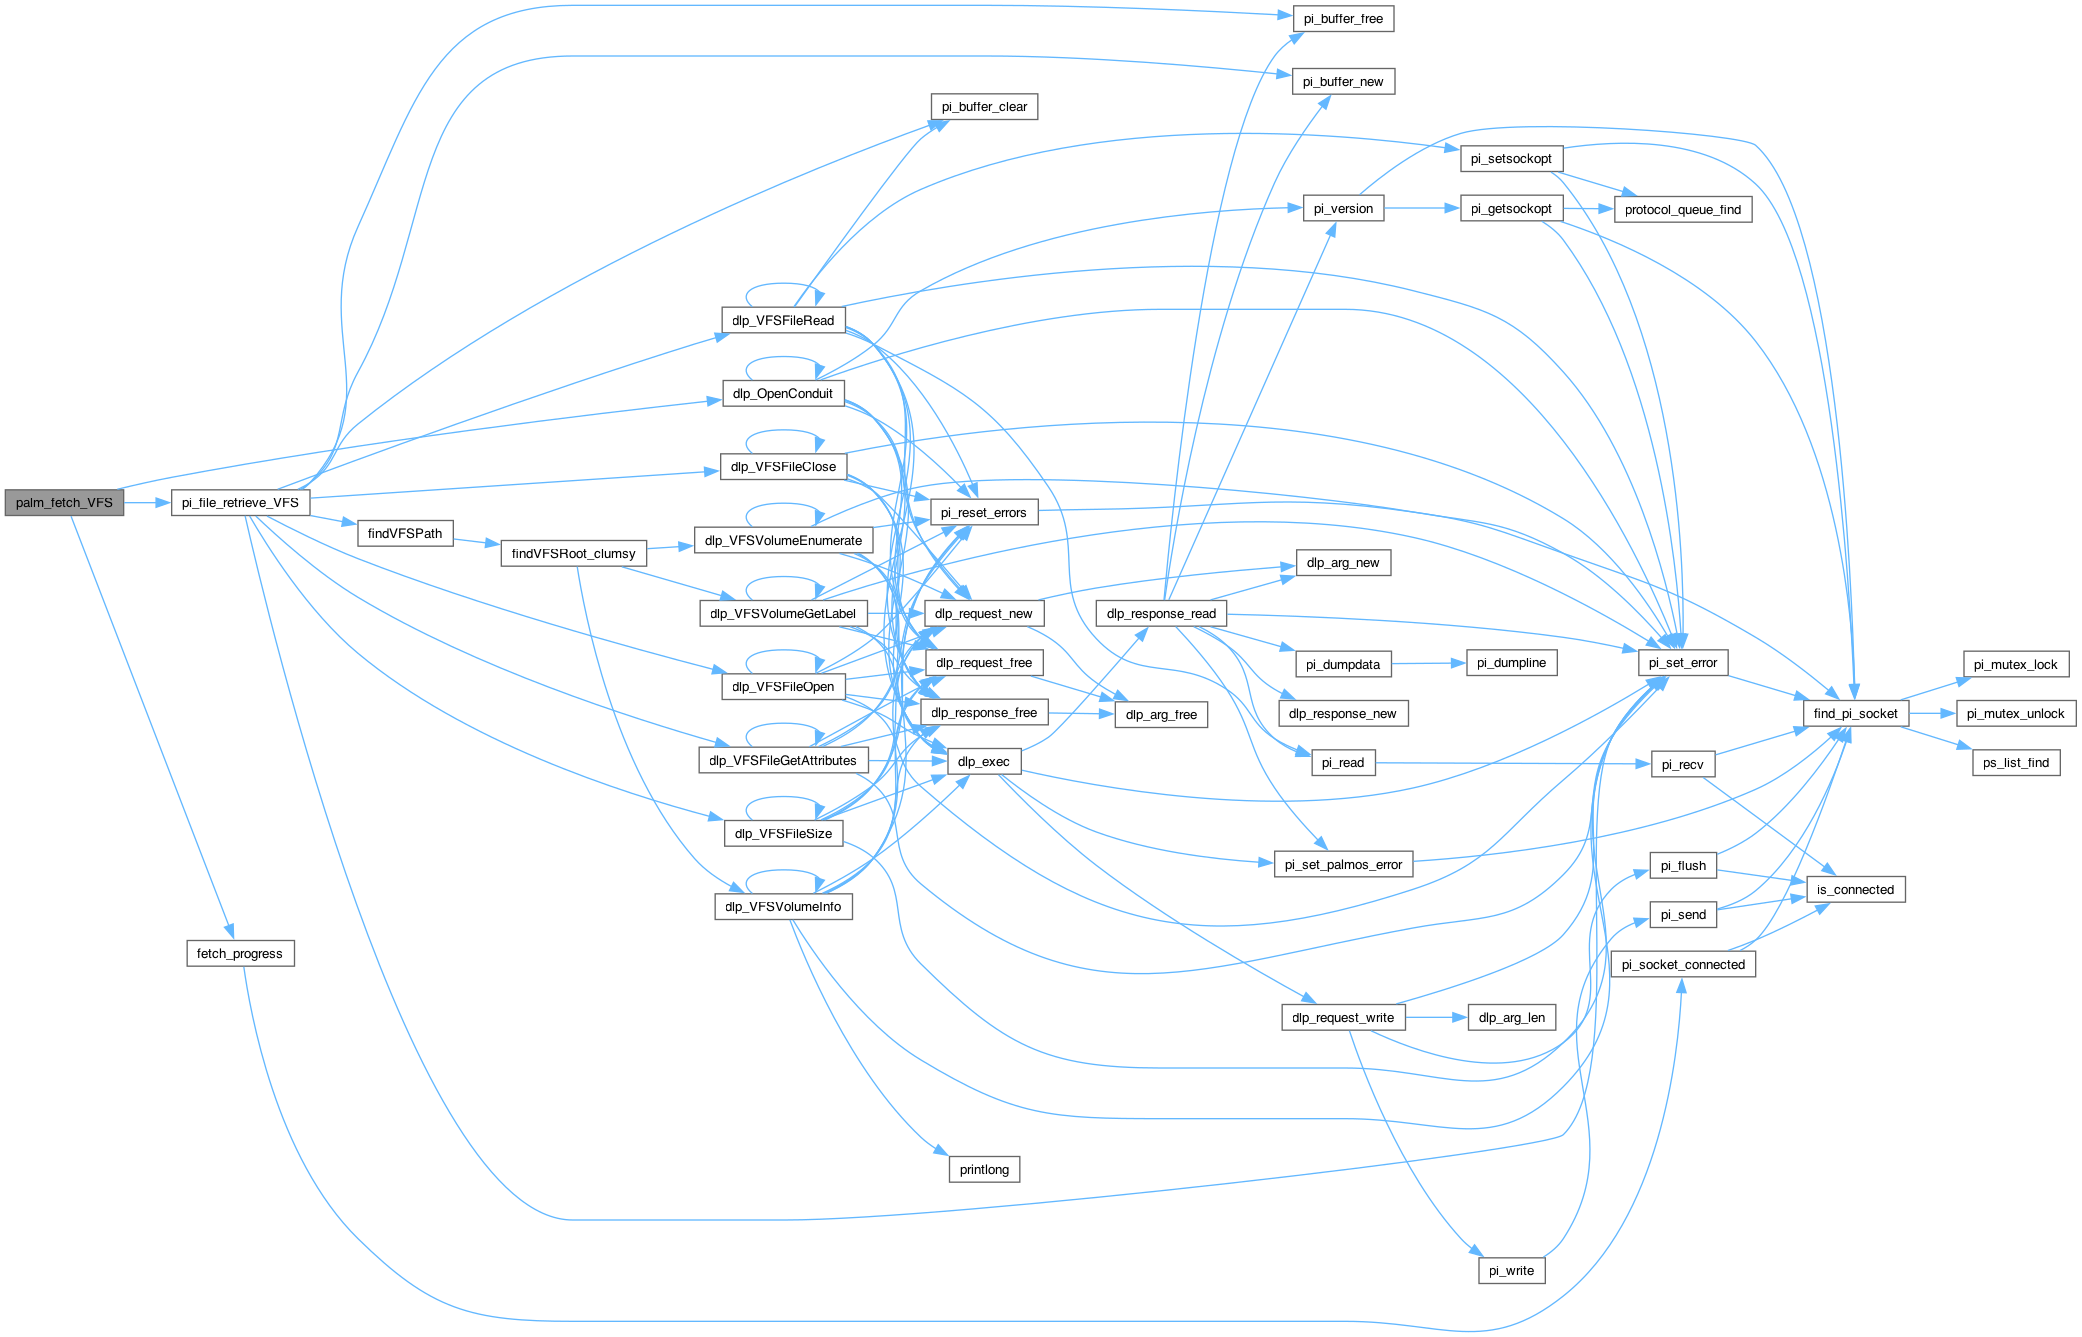 palm_fetch_VFS
pi_file_retrieve_VFS
fetch_progress
findVFSPath
findVFSRoot_clumsy
dlp_VFSFileRead
dlp_OpenConduit
dlp_VFSFileClose
dlp_VFSVolumeEnumerate
dlp_VFSVolumeGetLabel
dlp_VFSFileOpen
dlp_VFSFileGetAttributes
dlp_VFSFileSize
dlp_VFSVolumeInfo
pi_buffer_clear
pi_reset_errors
dlp_request_new
dlp_request_free
dlp_response_free
dlp_exec
printlong
dlp_response_read
dlp_arg_free
pi_buffer_free
pi_buffer_new
pi_version
dlp_arg_new
pi_dumpdata
dlp_response_new
pi_read
pi_set_palmos_error
dlp_request_write
pi_setsockopt
pi_getsockopt
pi_dumpline
dlp_arg_len
pi_write
protocol_queue_find
pi_set_error
pi_recv
pi_flush
pi_send
pi_socket_connected
find_pi_socket
is_connected
pi_mutex_lock
pi_mutex_unlock
ps_list_find